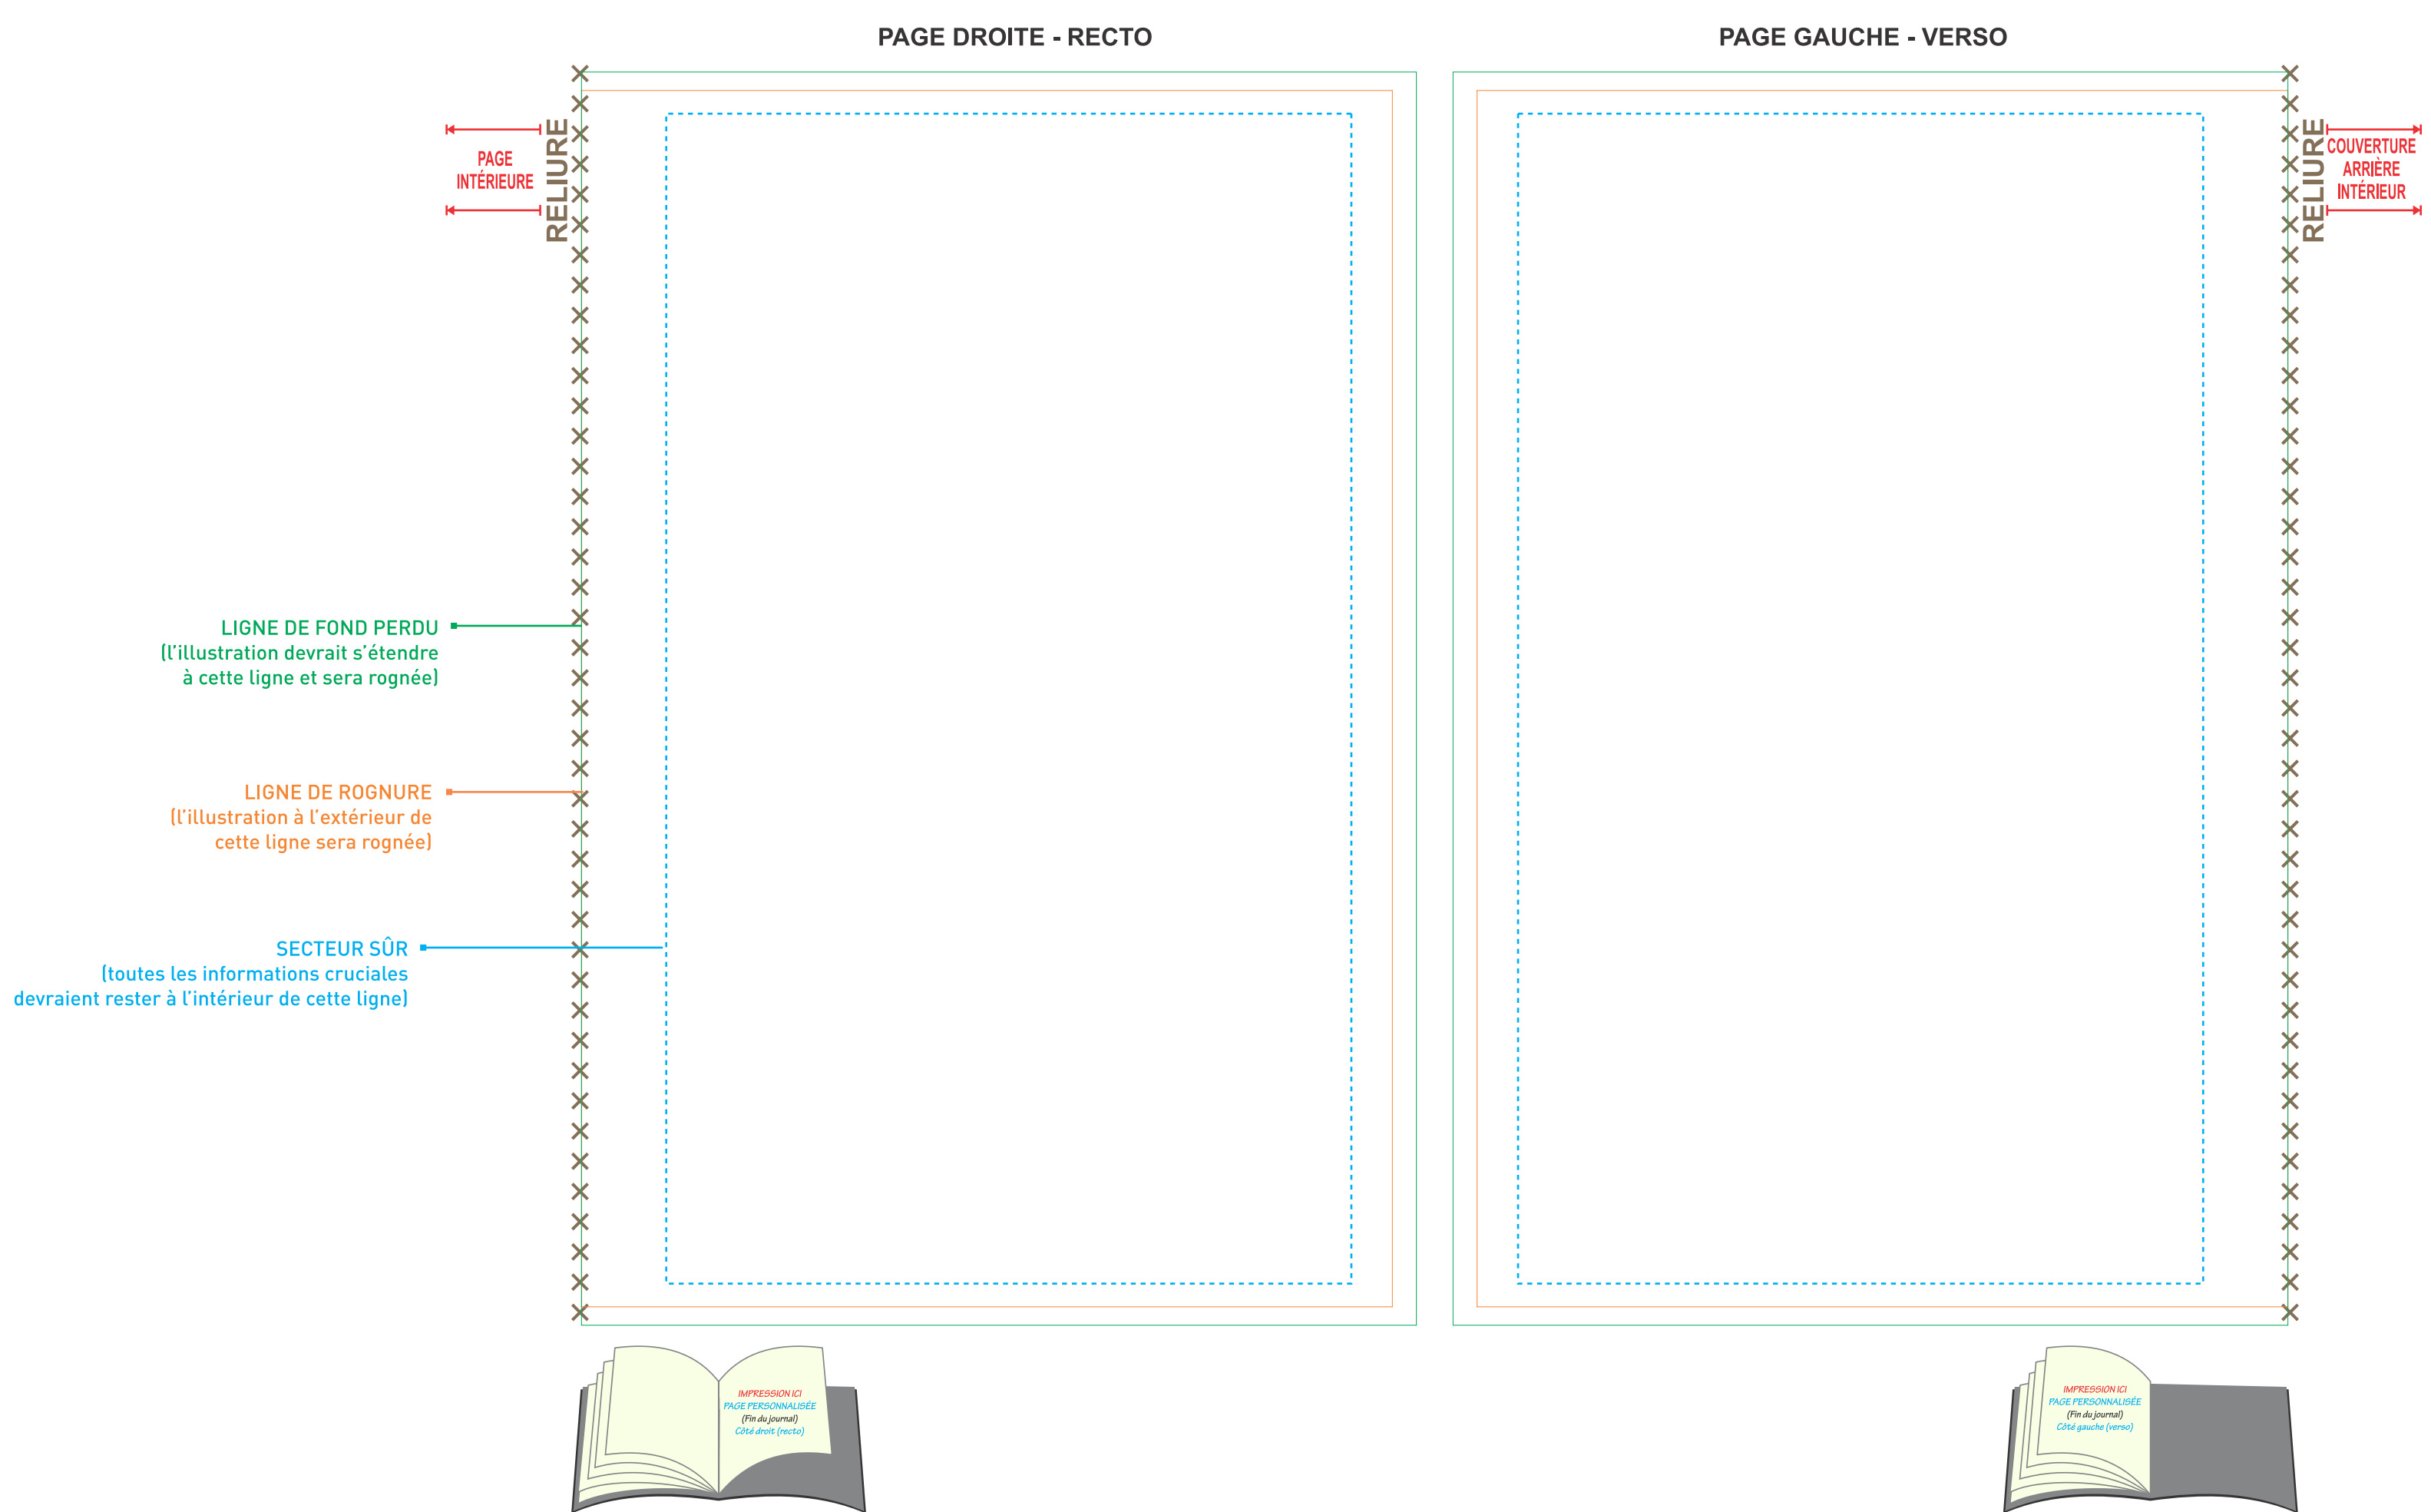 PAGE DROITE - RECTO
PAGE GAUCHE - VERSO
PAGE
INTÉRIEURE
RELIURE
RELIURE
COUVERTURE
ARRIÈRE
INTÉRIEUR
LIGNE DE FOND PERDU
(l'illustration devrait s'étendre
à cette ligne et sera rognée)
LIGNE DE ROGNURE
(l'illustration à l'extérieur de
cette ligne sera rognée)
SECTEUR SÛR
(toutes les informations cruciales
devraient rester à l'intérieur de cette ligne)
IMPRESSION ICI
PAGE PERSONNALISÉE
(Fin du journal)
Côté droit (recto)
IMPRESSION ICI
PAGE PERSONNALISÉE
(Fin du journal)
Côté gauche (verso)